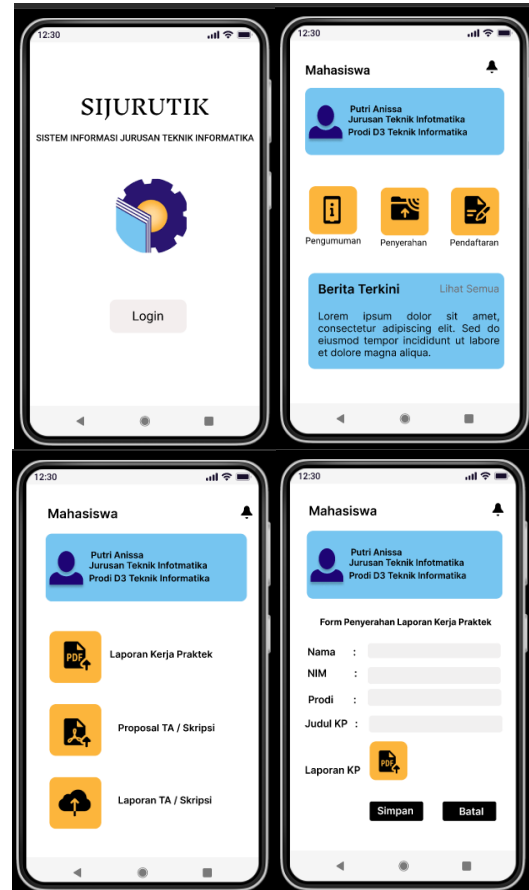 12:30
SIJURUTIK
SISTEM INFORMASI JURUSAN TEKNIK INFORMATIKA
Login
12:30
Mahasiswa
Putri Anissa
Jurusan Teknik Infotmatika
Prodi D3 Teknik Informatika
Pengumuman
Penyerahan
Pendaftaran
Berita Terkini
Lihat Semua
Lorem ipsum dolor sit amet,
consectetur adipiscing elit. Sed do
eiusmod tempor incididunt ut labore
et dolore magna aliqua.
12:30
Mahasiswa
Putri Anissa
Jurusan Teknik Infotmatika
Prodi D3 Teknik Informatika
PDF
Laporan Kerja Praktek
Proposal TA / Skripsi
Laporan TA / Skripsi
12:30
Mahasiswa
Putri Anissa
Jurusan Teknik Infotmatika
Prodi D3 Teknik Informatika
Form Penyerahan Laporan Kerja Praktek
Nama :
NIM :
Prodi :
Judul KP :
Laporan KP
PDF
Simpan
Batal